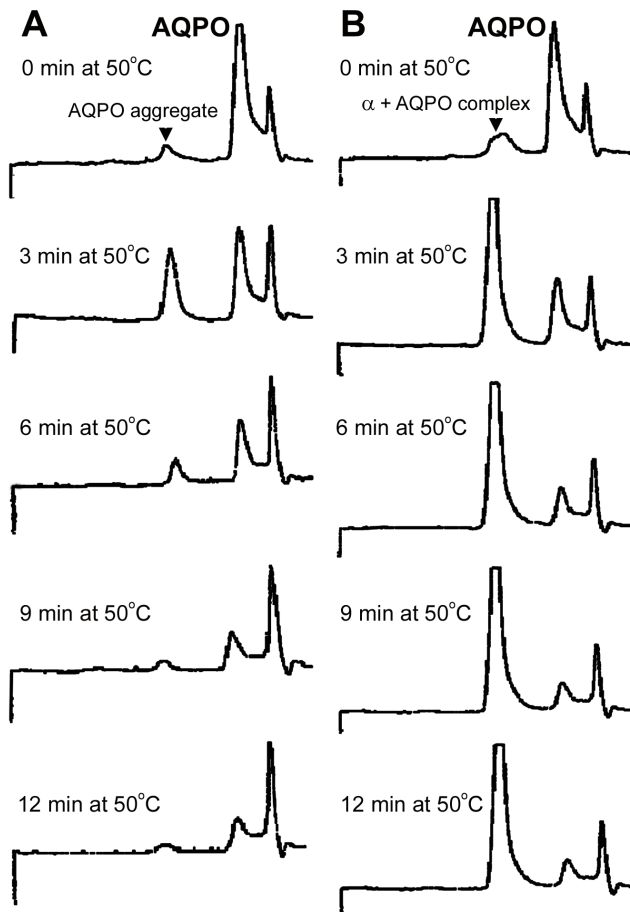 A
AQPO
0 min at 50°C
AQPO aggregate
3 min at 50°C
6 min at 50°C
9 min at 50°C
12 min at 50°C
B
AQPO
0 min at 50°C
α + AQPO complex
3 min at 50°C
6 min at 50°C
9 min at 50°C
12 min at 50°C